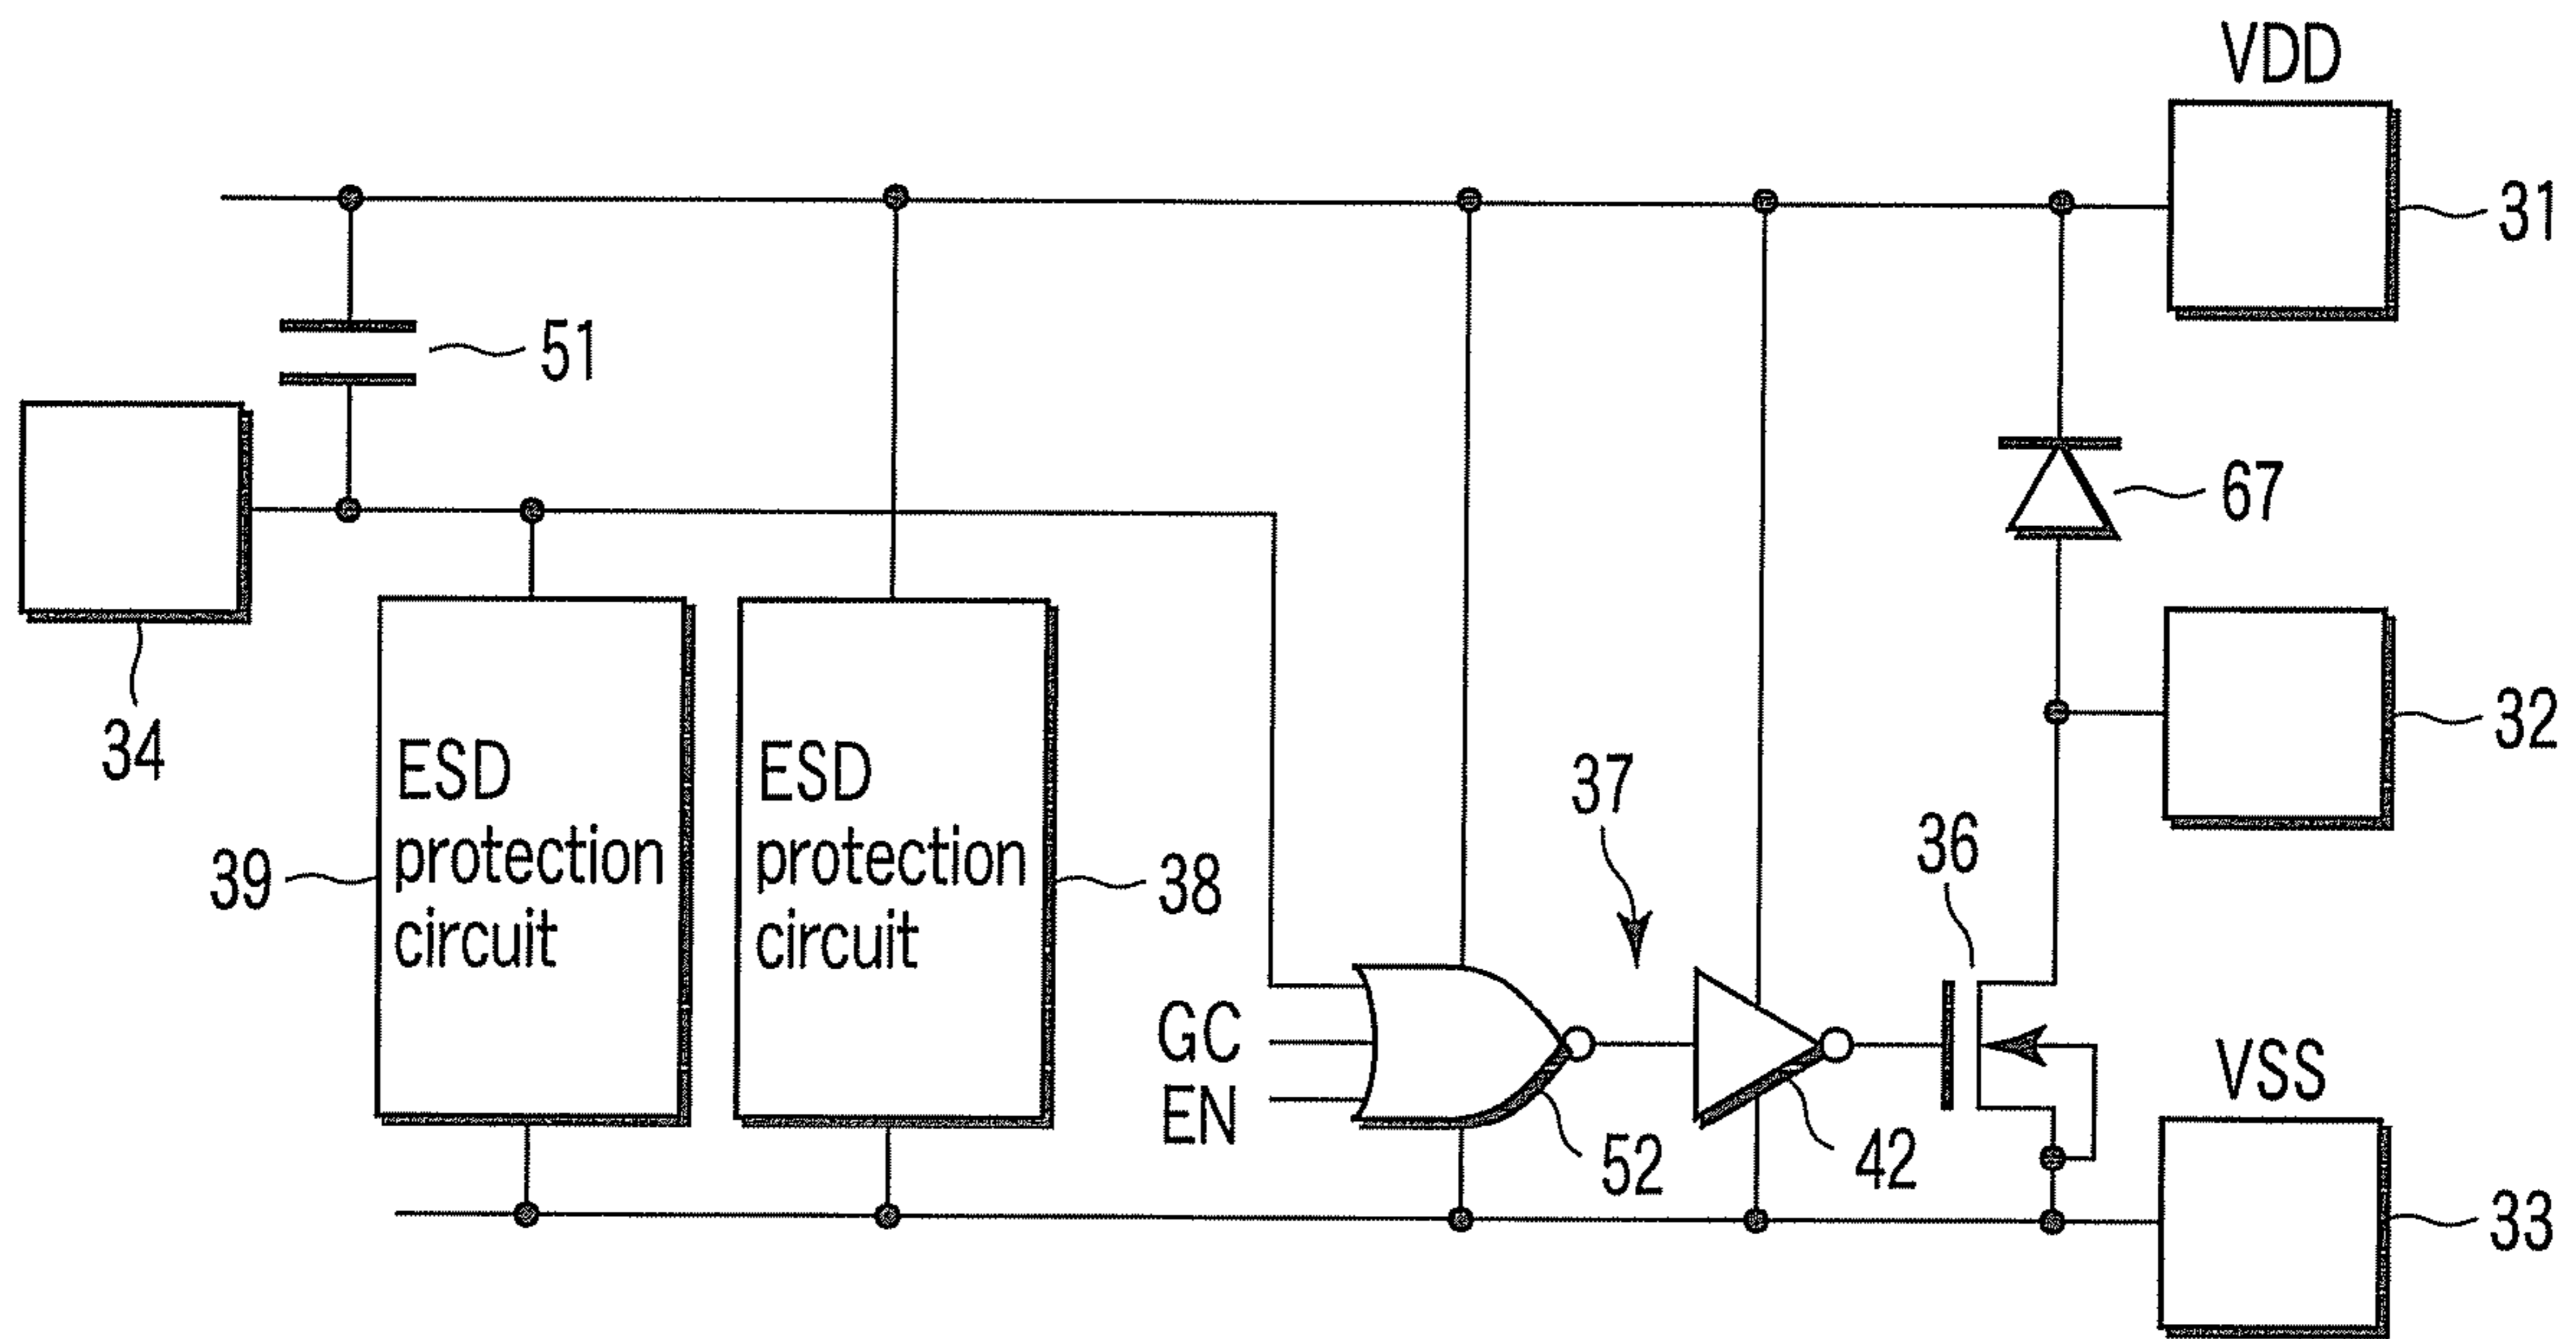 VDD
31
51
67
34
32
ESD
protection
circuit
39
ESD
protection
circuit
38
37
36
GC
EN
52
42
VSS
33